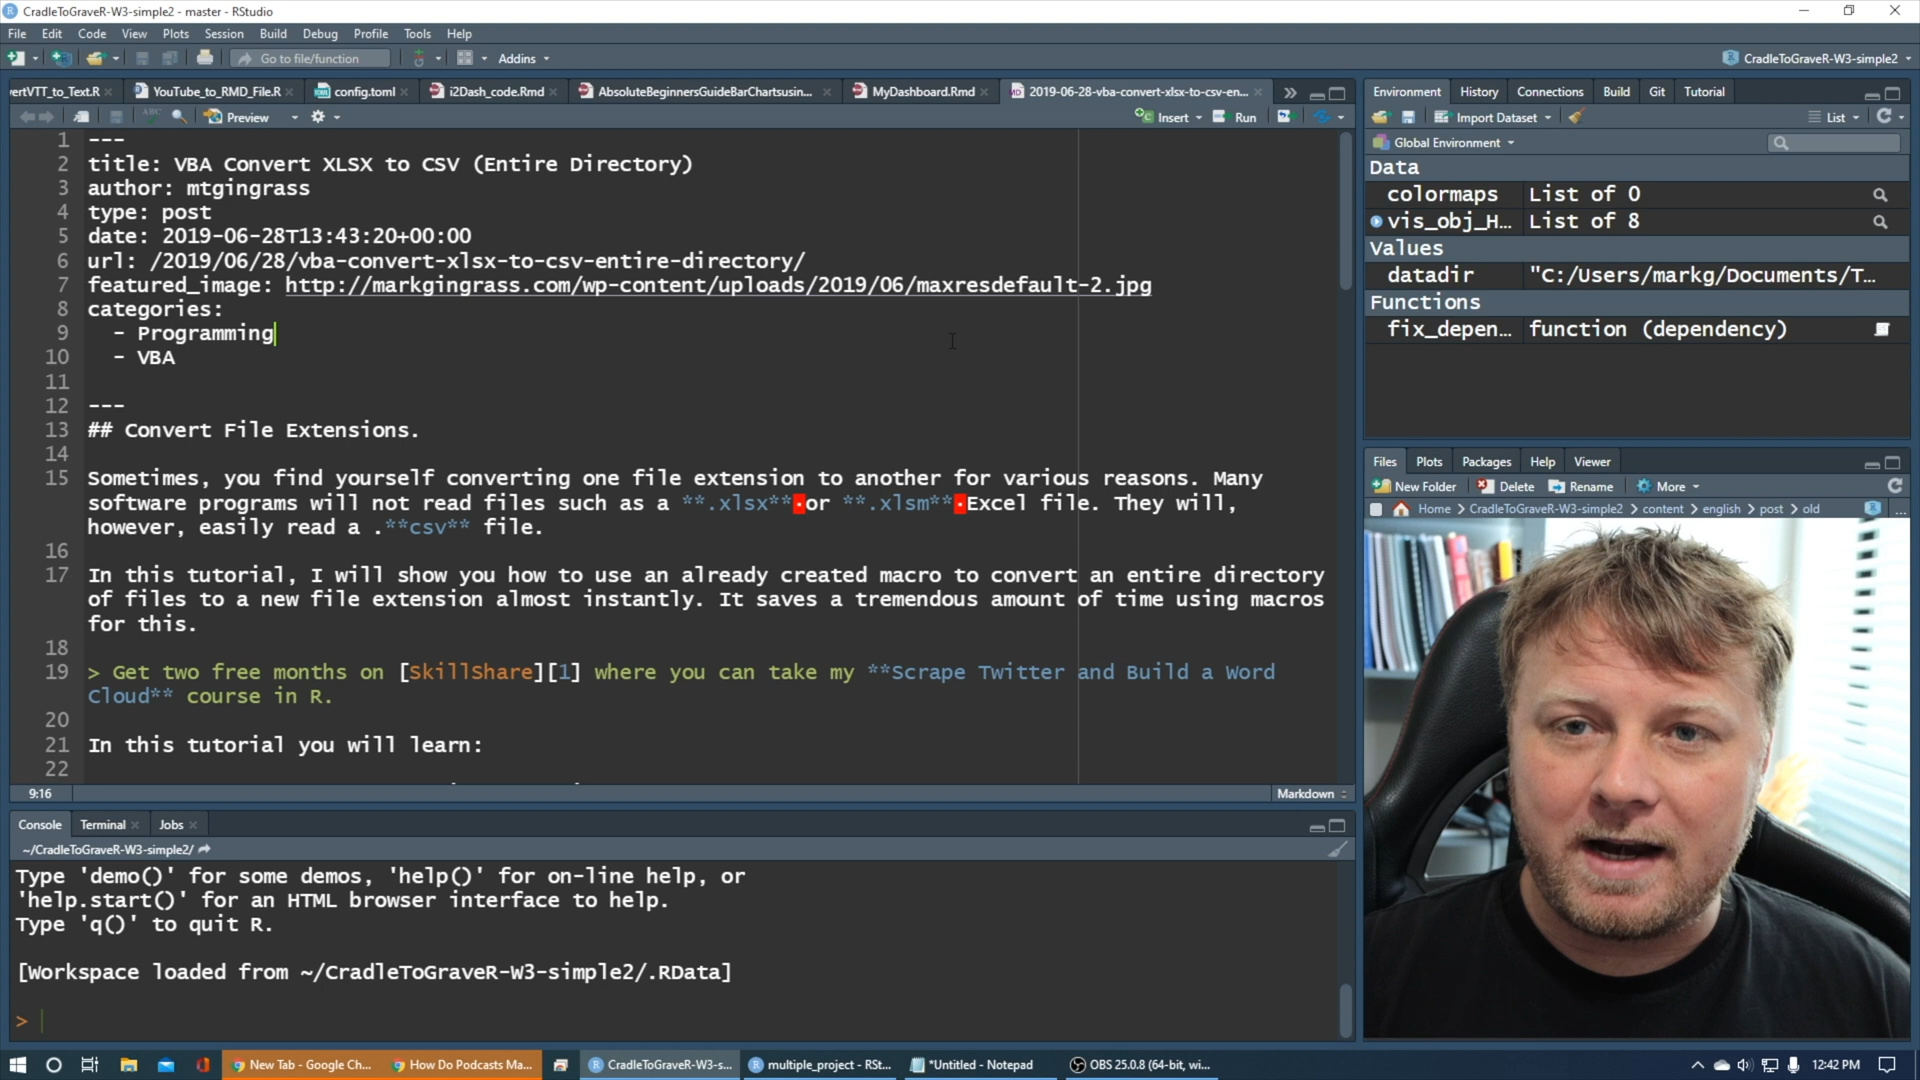 CradleToGraveR-W3-simple2 - master - RStudio
File Edit Code View Plots Session Build Debug Profile Tools Help
Go to file/function Addins CradleToGraveR-W3-simple2
vertVTT_to_Text.R YouTube_to_RMD_File.R config.toml i2Dash_code.Rmd AbsoluteBeginnersGuideBarChartsusin... MyDashboard.Rmd 2019-06-28-vba-convert-xlsx-to-csv-en...
ABC Preview Insert Run
1 ---
2 title: VBA Convert XLSX to CSV (Entire Directory)
3 author: mtgingrass
4 type: post
5 date: 2019-06-28T13:43:20+00:00
6 url: /2019/06/28/vba-convert-xlsx-to-csv-entire-directory/
7 featured_image: http://markgingrass.com/wp-content/uploads/2019/06/maxresdefault-2.jpg
8 categories:
9 - Programming
10 - VBA
11
12 ---
13 ## Convert File Extensions.
14
15 Sometimes, you find yourself converting one file extension to another for various reasons. Many
software programs will not read files such as a **.xlsx** or **.xlsm** Excel file. They will,
however, easily read a .**csv** file.
16
17 In this tutorial, I will show you how to use an already created macro to convert an entire directory
of files to a new file extension almost instantly. It saves a tremendous amount of time using macros
for this.
18
19 > Get two free months on [SkillShare][1] where you can take my **Scrape Twitter and Build a Word
Cloud** course in R.
20
21 In this tutorial you will learn:
22
9:16 Markdown
Console Terminal Jobs
~/CradleToGraveR-W3-simple2/
Type 'demo()' for some demos, 'help()' for on-line help, or
'help.start()' for an HTML browser interface to help.
Type 'q()' to quit R.
[Workspace loaded from ~/CradleToGraveR-W3-simple2/.RData]
>
Environment History Connections Build Git Tutorial
Import Dataset List
Global Environment
Data
colormaps List of 0
vis_obj_H... List of 8
Values
datadir "C:/Users/markg/Documents/T...
Functions
fix_depen... function (dependency)
Files Plots Packages Help Viewer
New Folder Delete Rename More
Home > CradleToGraveR-W3-simple2 > content > english > post > old ...
New Tab - Google Ch... How Do Podcasts Ma... CradleToGraveR-W3-s... multiple_project - RSt... *Untitled - Notepad OBS 25.0.8 (64-bit, wi... 12:42 PM